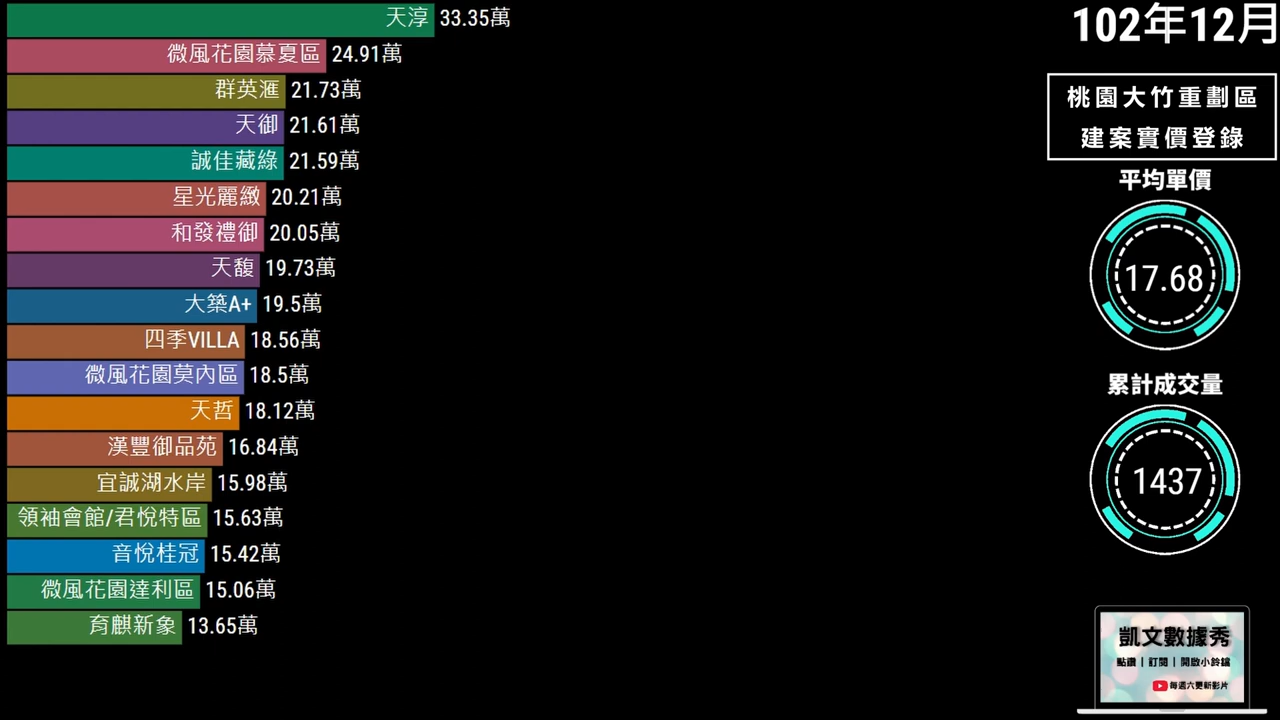 天淳 33.35萬
微風花園慕夏區 24.91萬
群英滙 21.73萬
天御 21.61萬
誠佳藏綠 21.59萬
星光麗緻 20.21萬
和發禮御 20.05萬
天馥 19.73萬
大築A+ 19.5萬
四季VILLA 18.56萬
微風花園莫內區 18.5萬
天哲 18.12萬
漢豐御品苑 16.84萬
宜誠湖水岸 15.98萬
領袖會館/君悅特區 15.63萬
音悅桂冠 15.42萬
微風花園達利區 15.06萬
育麒新象 13.65萬
102年12月
桃園大竹重劃區
建案實價登錄
平均單價
17.68
累計成交量
1437
凱文數據秀
點讚 | 訂閱 | 開啟小鈴鐺
每週六更新影片